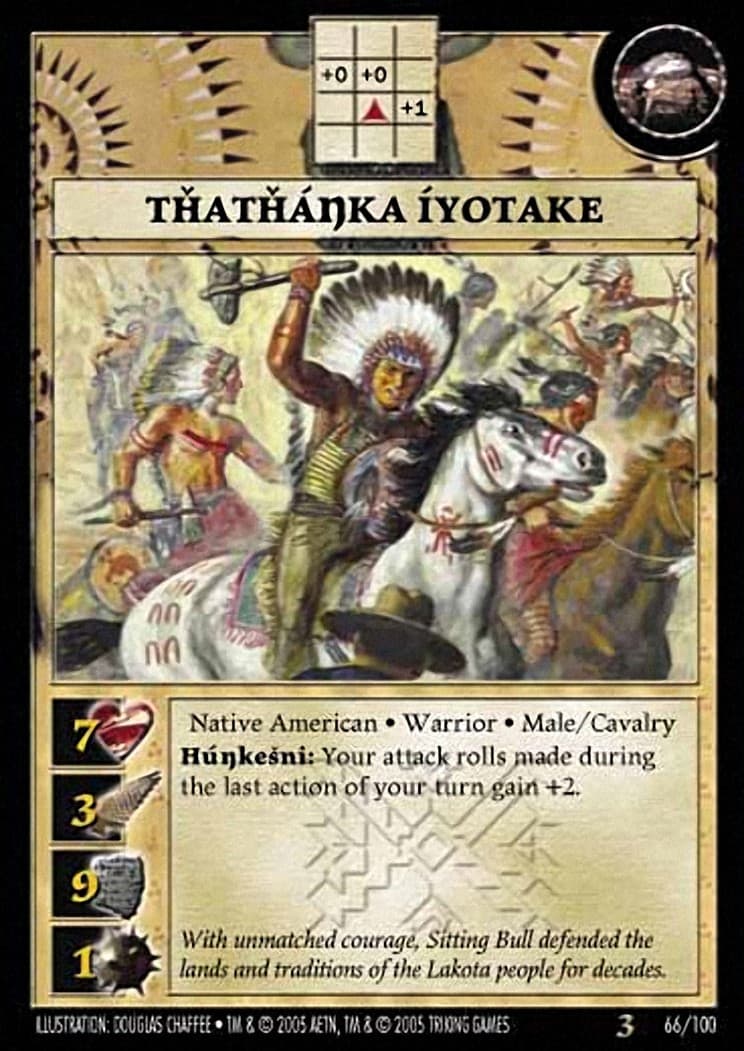 +0 +0
+1
TȞATȞÁŊKA ÍYOTAKE
7
3
9
1
Native American • Warrior • Male/Cavalry
Húŋkešni: Your attack rolls made during
the last action of your turn gain +2.
With unmatched courage, Sitting Bull defended the
lands and traditions of the Lakota people for decades.
ILLUSTRATION: DOUGLAS CHAFFEE • TM & © 2005 AETN, TM & © 2005 TRIKING GAMES
3 66/100